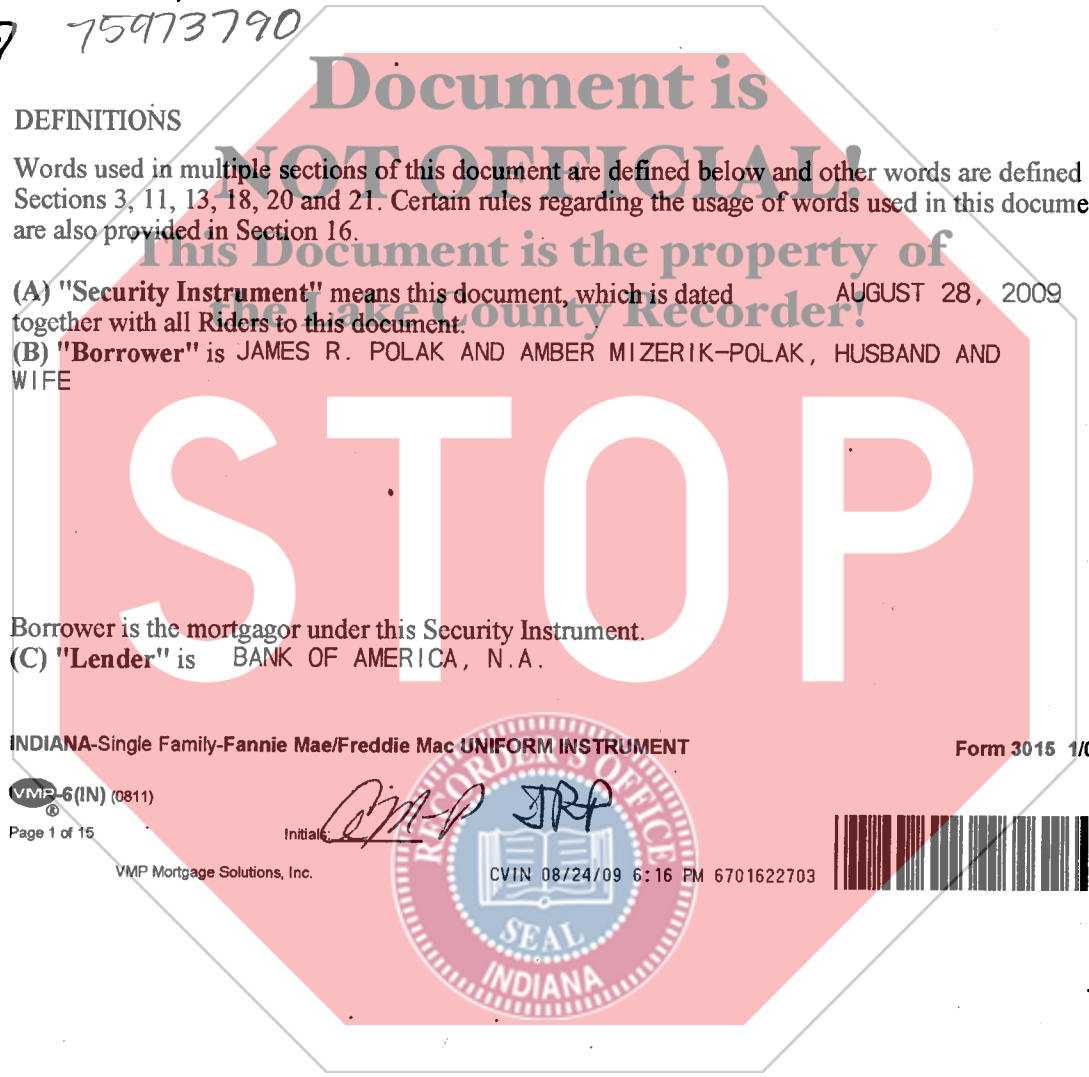 75973790
Document is
DEFINITIONS
NOT OFFICIAL!
Words used in multiple sections of this document are defined below and other words are defined
Sections 3, 11, 13, 18, 20 and 21. Certain rules regarding the usage of words used in this docume
are also provided in Section 16.
This Document is the property of
the Lake County Recorder!
(A) "Security Instrument" means this document, which is dated AUGUST 28, 2009
together with all Riders to this document.
(B) "Borrower" is JAMES R. POLAK AND AMBER MIZERIK-POLAK, HUSBAND AND
WIFE
STOP
Borrower is the mortgagor under this Security Instrument.
(C) "Lender" is BANK OF AMERICA, N.A.
INDIANA-Single Family-Fannie Mae/Freddie Mac UNIFORM INSTRUMENT Form 3015 1/0
VMP®-6(IN) (0811)
Page 1 of 15 Initials: AM-P JRP
VMP Mortgage Solutions, Inc. CVIN 08/24/09 6:16 PM 6701622703
RECORDER'S OFFICE
SEAL
INDIANA